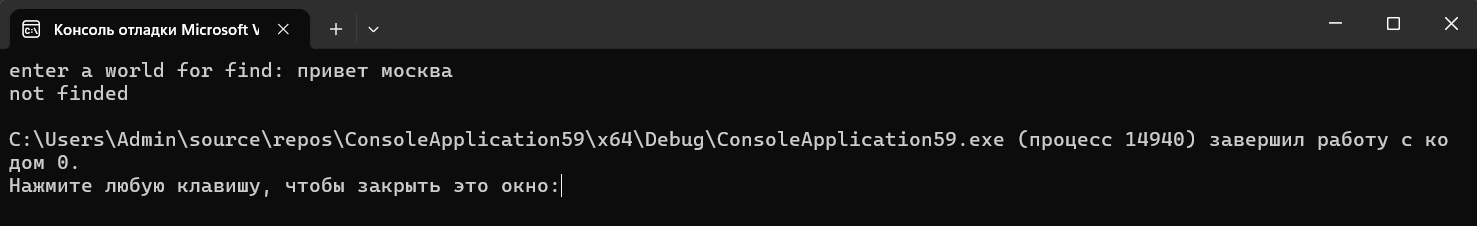 Консоль отладки Microsoft V
enter a world for find: привет москва
not finded
C:\Users\Admin\source\repos\ConsoleApplication59\x64\Debug\ConsoleApplication59.exe (процесс 14940) завершил работу с ко
дом 0.
Нажмите любую клавишу, чтобы закрыть это окно: